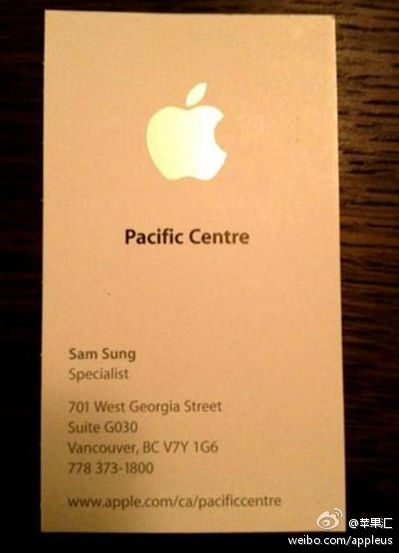 Pacific Centre
Sam Sung
Specialist
701 West Georgia Street
Suite G030
Vancouver, BC V7Y 1G6
778 373-1800
www.apple.com/ca/pacificcentre
@苹果汇
weibo.com/appleus